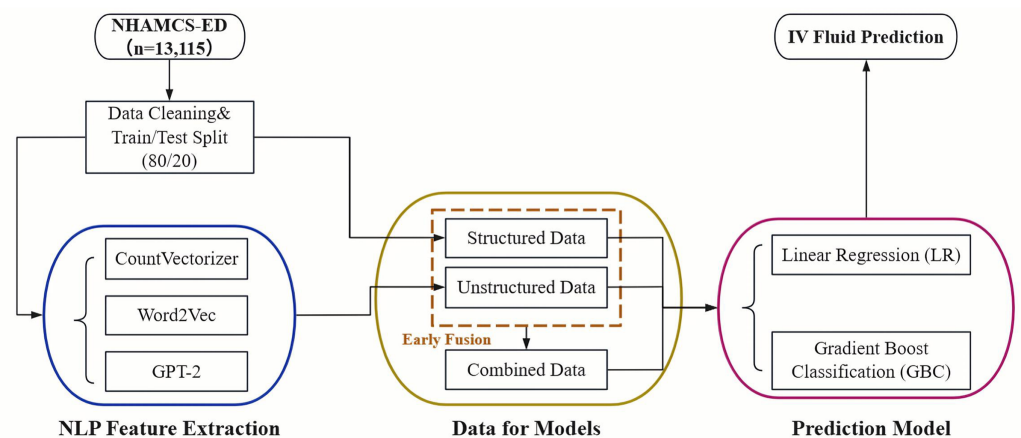 NHAMCS-ED
(n=13,115)
IV Fluid Prediction
Data Cleaning&
Train/Test Split
(80/20)
CountVectorizer
Word2Vec
GPT-2
NLP Feature Extraction
Structured Data
Unstructured Data
Early Fusion
Combined Data
Data for Models
Linear Regression (LR)
Gradient Boost
Classification (GBC)
Prediction Model